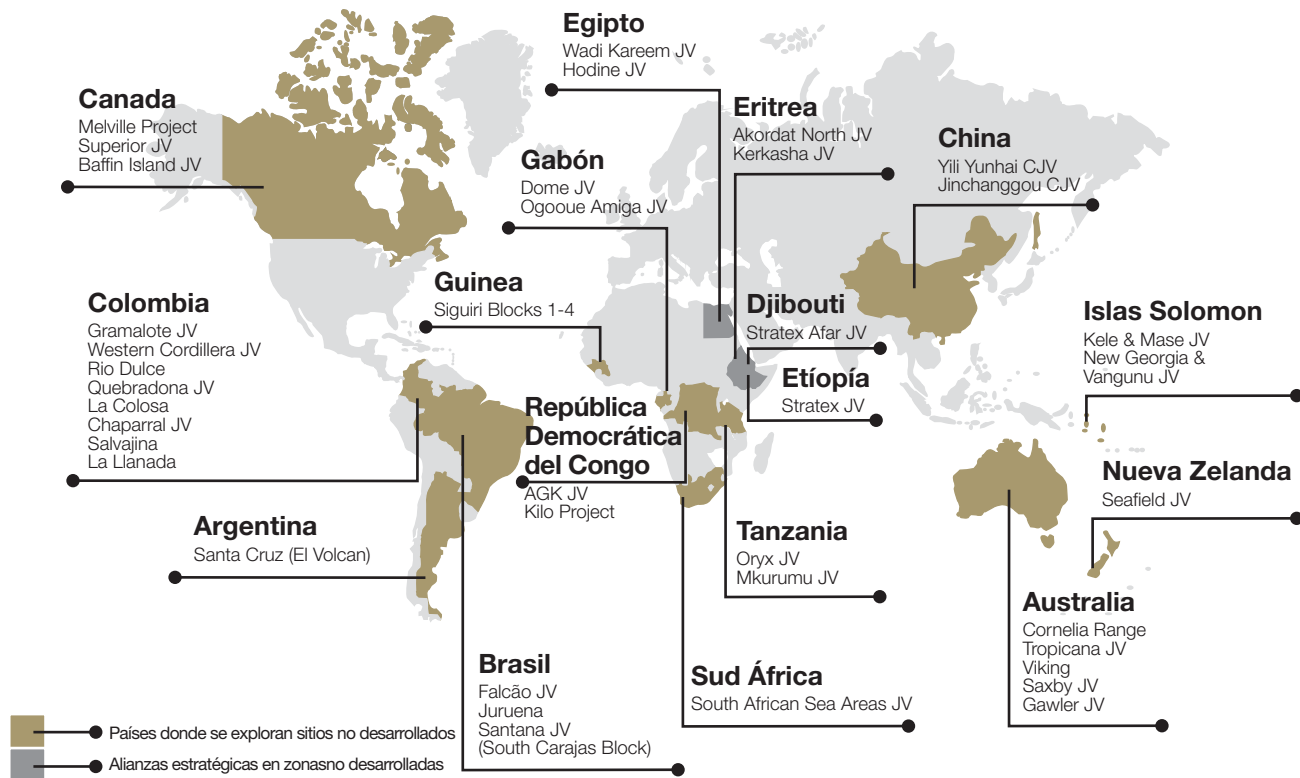 Egipto
Wadi Kareem JV
Hodine JV
Canada
Melville Project
Superior JV
Baffin Island JV
Eritrea
Akordat North JV
Kerkasha JV
China
Yili Yunhai CJV
Jinchanggou CJV
Gabón
Dome JV
Ogooue Amiga JV
Guinea
Siguiri Blocks 1-4
Colombia
Gramalote JV
Western Cordillera JV
Rio Dulce
Quebradona JV
La Colosa
Chaparral JV
Salvajina
La Llanada
Djibouti
Stratex Afar JV
Islas Solomon
Kele & Mase JV
New Georgia &
Vangunu JV
Etíopía
Stratex JV
República
Democrática
del Congo
AGK JV
Kilo Project
Nueva Zelanda
Seafield JV
Argentina
Santa Cruz (El Volcan)
Tanzania
Oryx JV
Mkurumu JV
Australia
Cornelia Range
Tropicana JV
Viking
Saxby JV
Gawler JV
Brasil
Falcão JV
Juruena
Santana JV
(South Carajas Block)
Sud África
South African Sea Areas JV
Países donde se exploran sitios no desarrollados
Alianzas estratégicas en zonasno desarrolladas